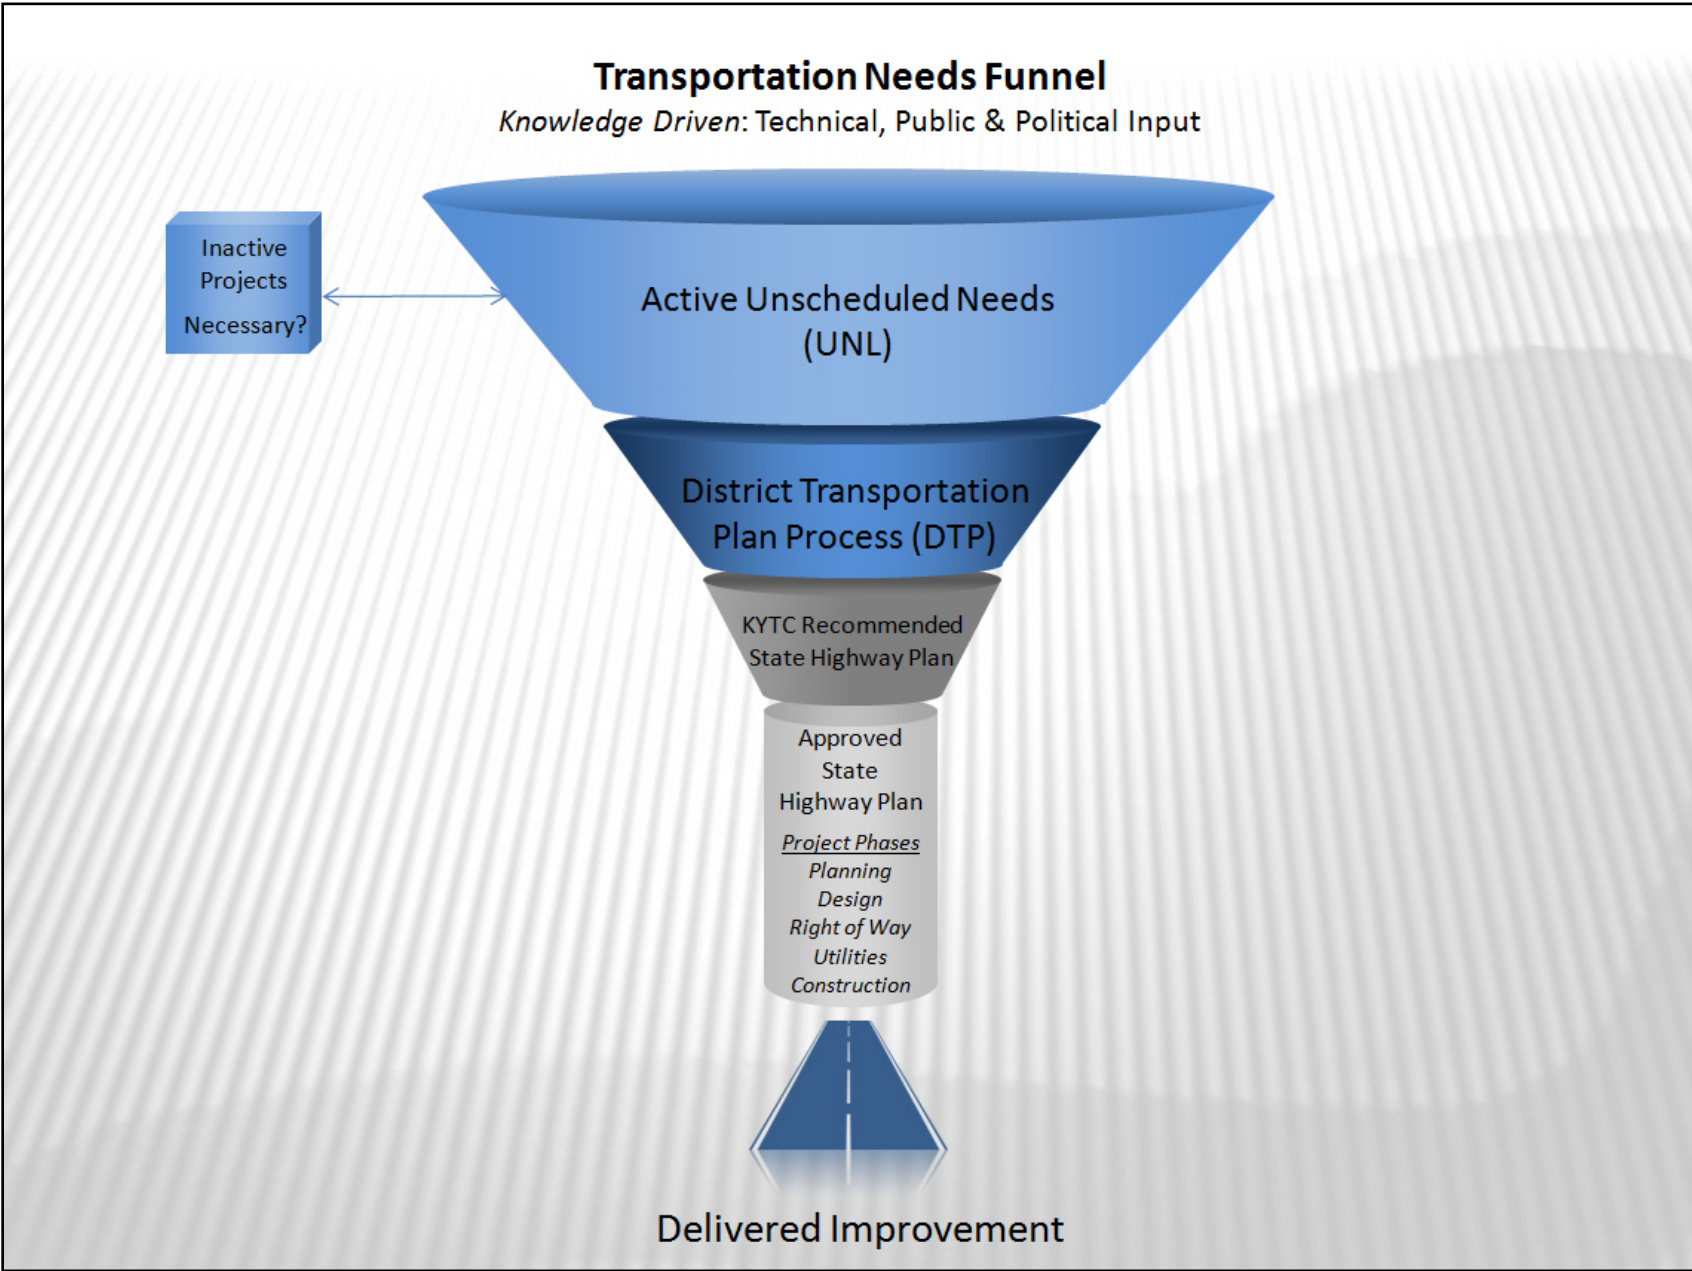 Transportation Needs Funnel
Knowledge Driven: Technical, Public & Political Input
Inactive
Projects
Necessary?
Active Unscheduled Needs
(UNL)
District Transportation
Plan Process (DTP)
KYTC Recommended
State Highway Plan
Approved
State
Highway Plan
Project Phases
Planning
Design
Right of Way
Utilities
Construction
Delivered Improvement